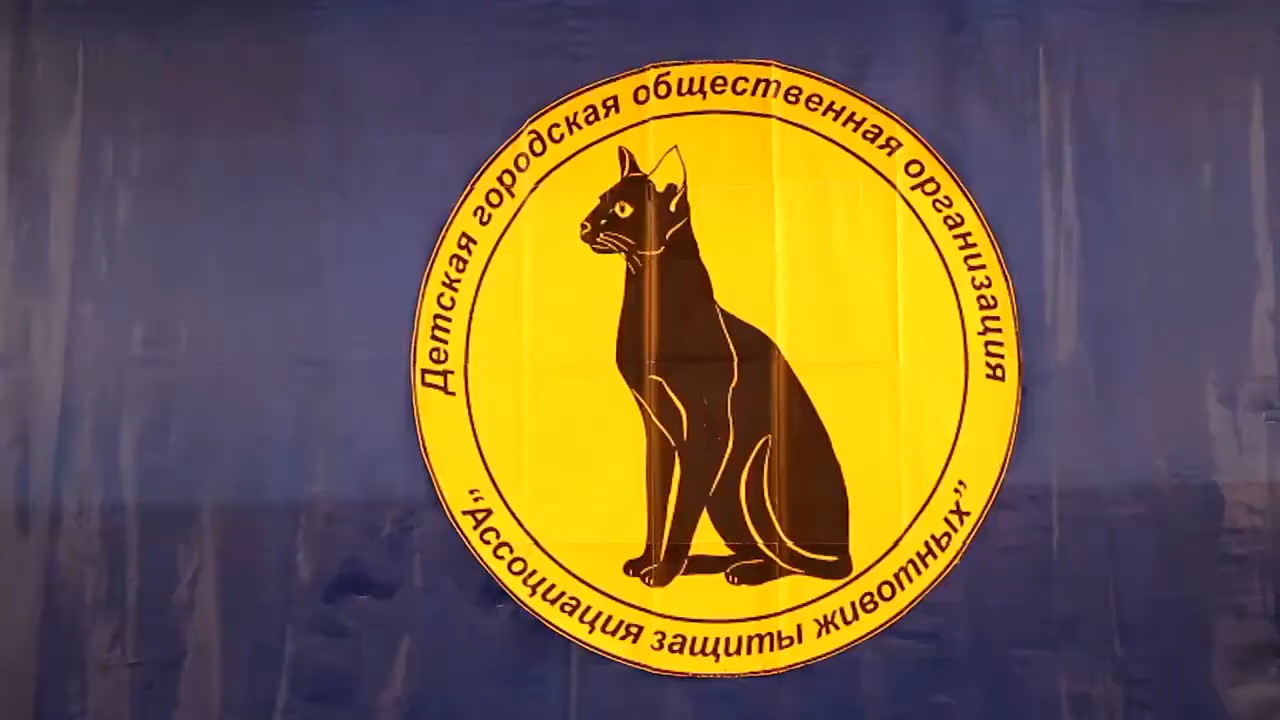 Детская городская общественная организация
“Ассоциация защиты животных”